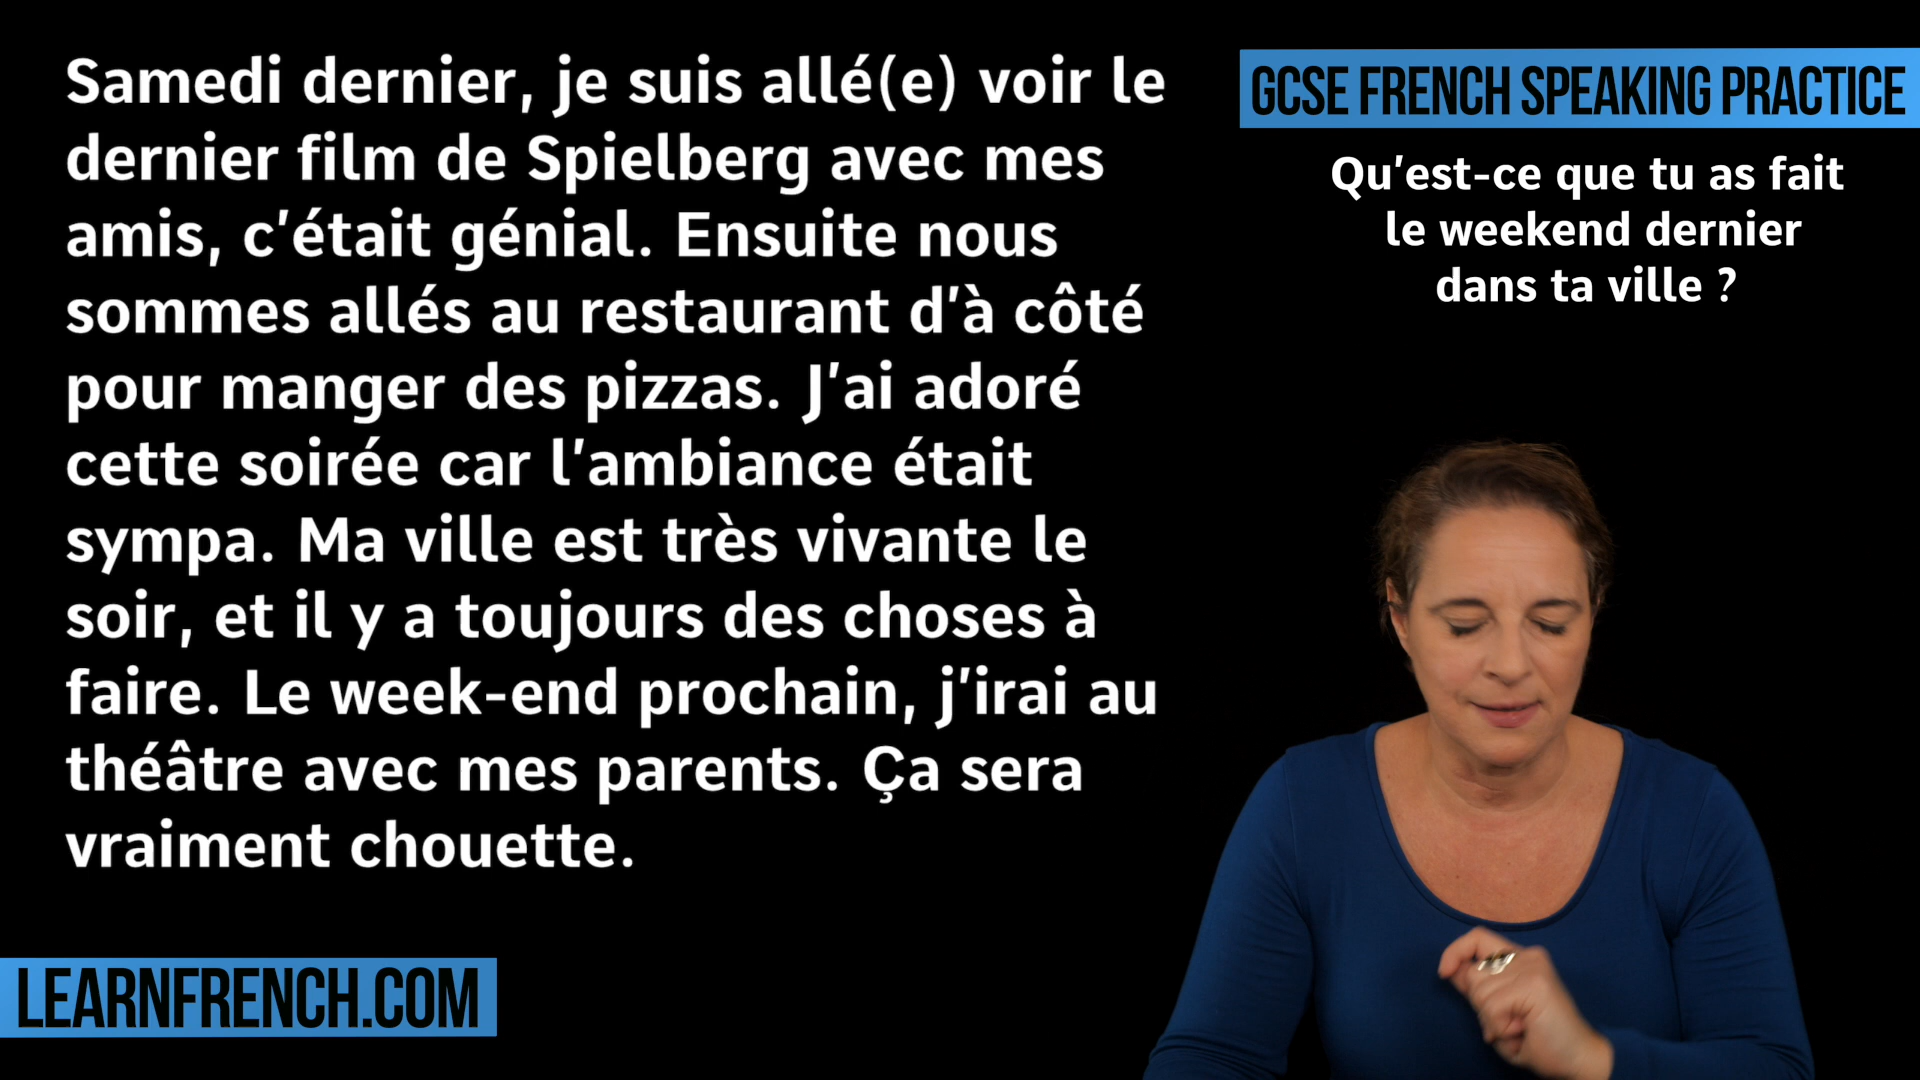 Samedi dernier, je suis allé(e) voir le
dernier film de Spielberg avec mes
amis, c'était génial. Ensuite nous
sommes allés au restaurant d'à côté
pour manger des pizzas. J'ai adoré
cette soirée car l'ambiance était
sympa. Ma ville est très vivante le
soir, et il y a toujours des choses à
faire. Le week-end prochain, j'irai au
théâtre avec mes parents. Ça sera
vraiment chouette.
GCSE FRENCH SPEAKING PRACTICE
Qu'est-ce que tu as fait
le weekend dernier
dans ta ville ?
LEARNFRENCH.COM